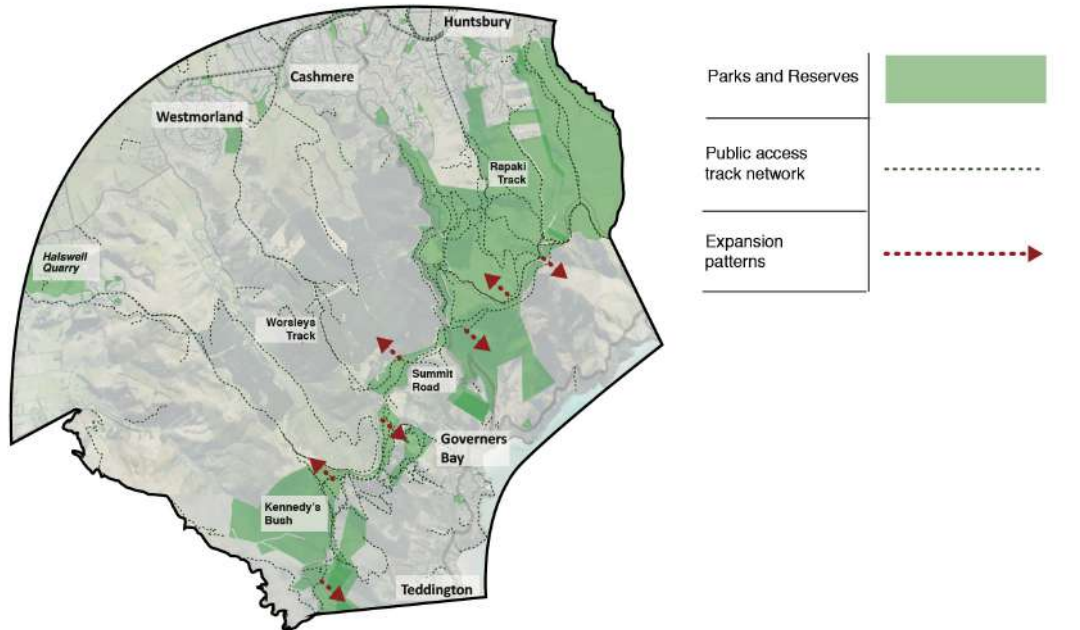 Huntsbury
Cashmere
Westmorland
Rapaki
Track
Halswell
Quarry
Worsleys
Track
Summit
Road
Governers
Bay
Kennedy's
Bush
Teddington
Parks and Reserves
Public access
track network
Expansion
patterns